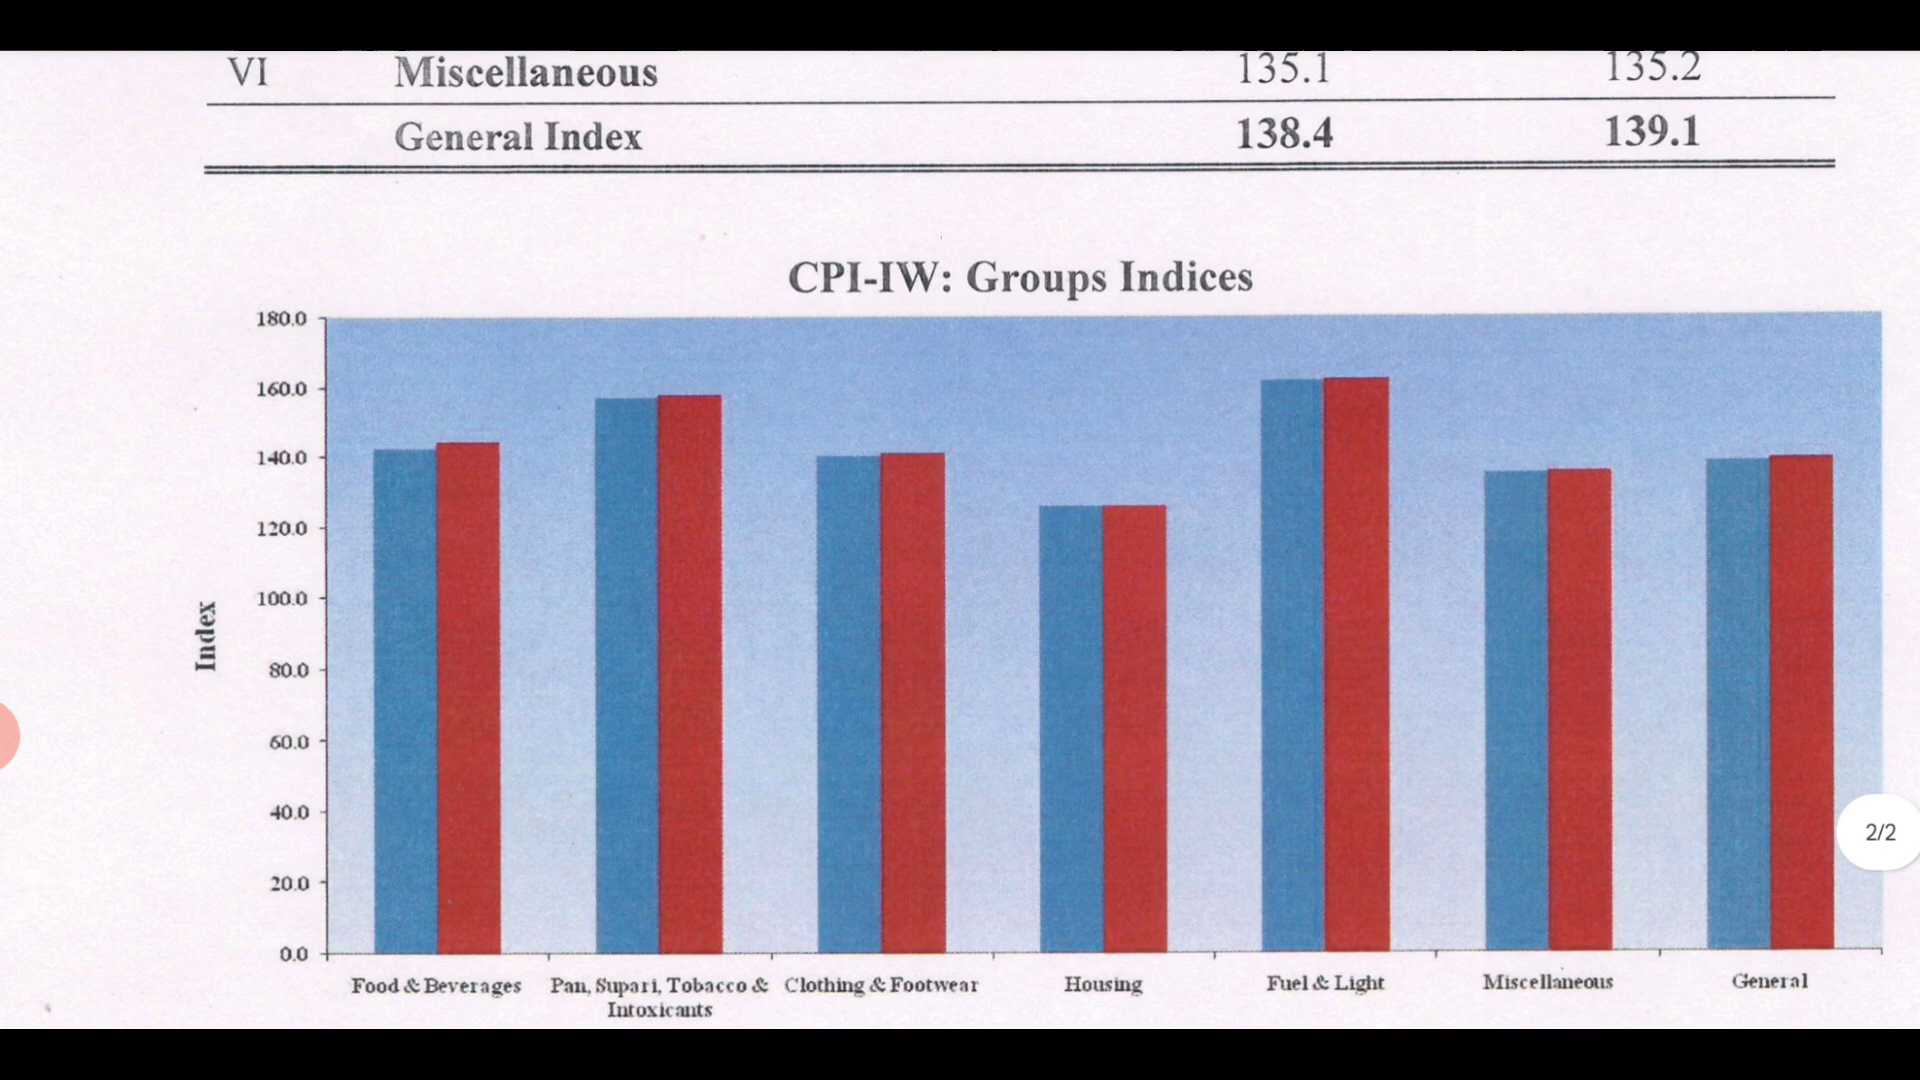 VI Miscellaneous 135.1 135.2
General Index 138.4 139.1
CPI-IW: Groups Indices
180.0
160.0
140.0
120.0
100.0
80.0
60.0
40.0
20.0
0.0
Index
Food & Beverages Pan, Supari, Tobacco & Clothing & Footwear Housing Fuel & Light Miscellaneous General
Intoxicants
2/2